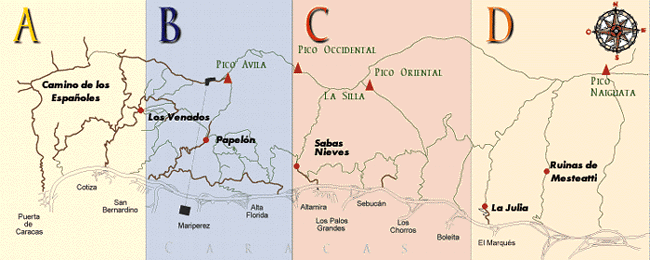 A
B
C
D
N
O
E
S
PICO OCCIDENTAL
PICO ÁVILA
PICO ORIENTAL
PICO
NAIGUATA
LA SILLA
Camino de los
Españoles
Los Venados
Papelón
Sabas
Nieves
Ruinas de
Mesteatti
La Julia
Cotiza
San
Bernardino
Puerta
de
Caracas
Mariperez
Alta
Florida
Altamira
Los Palos
Grandes
Sebucán
Los
Chorros
Boleita
El Marqués
CARACAS